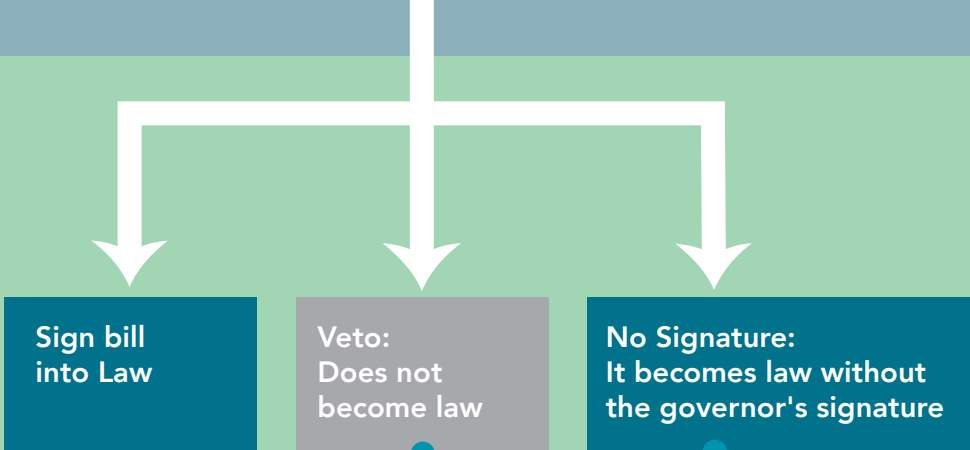 Sign bill
into Law
Veto:
Does not
become law
No Signature:
It becomes law without
the governor's signature